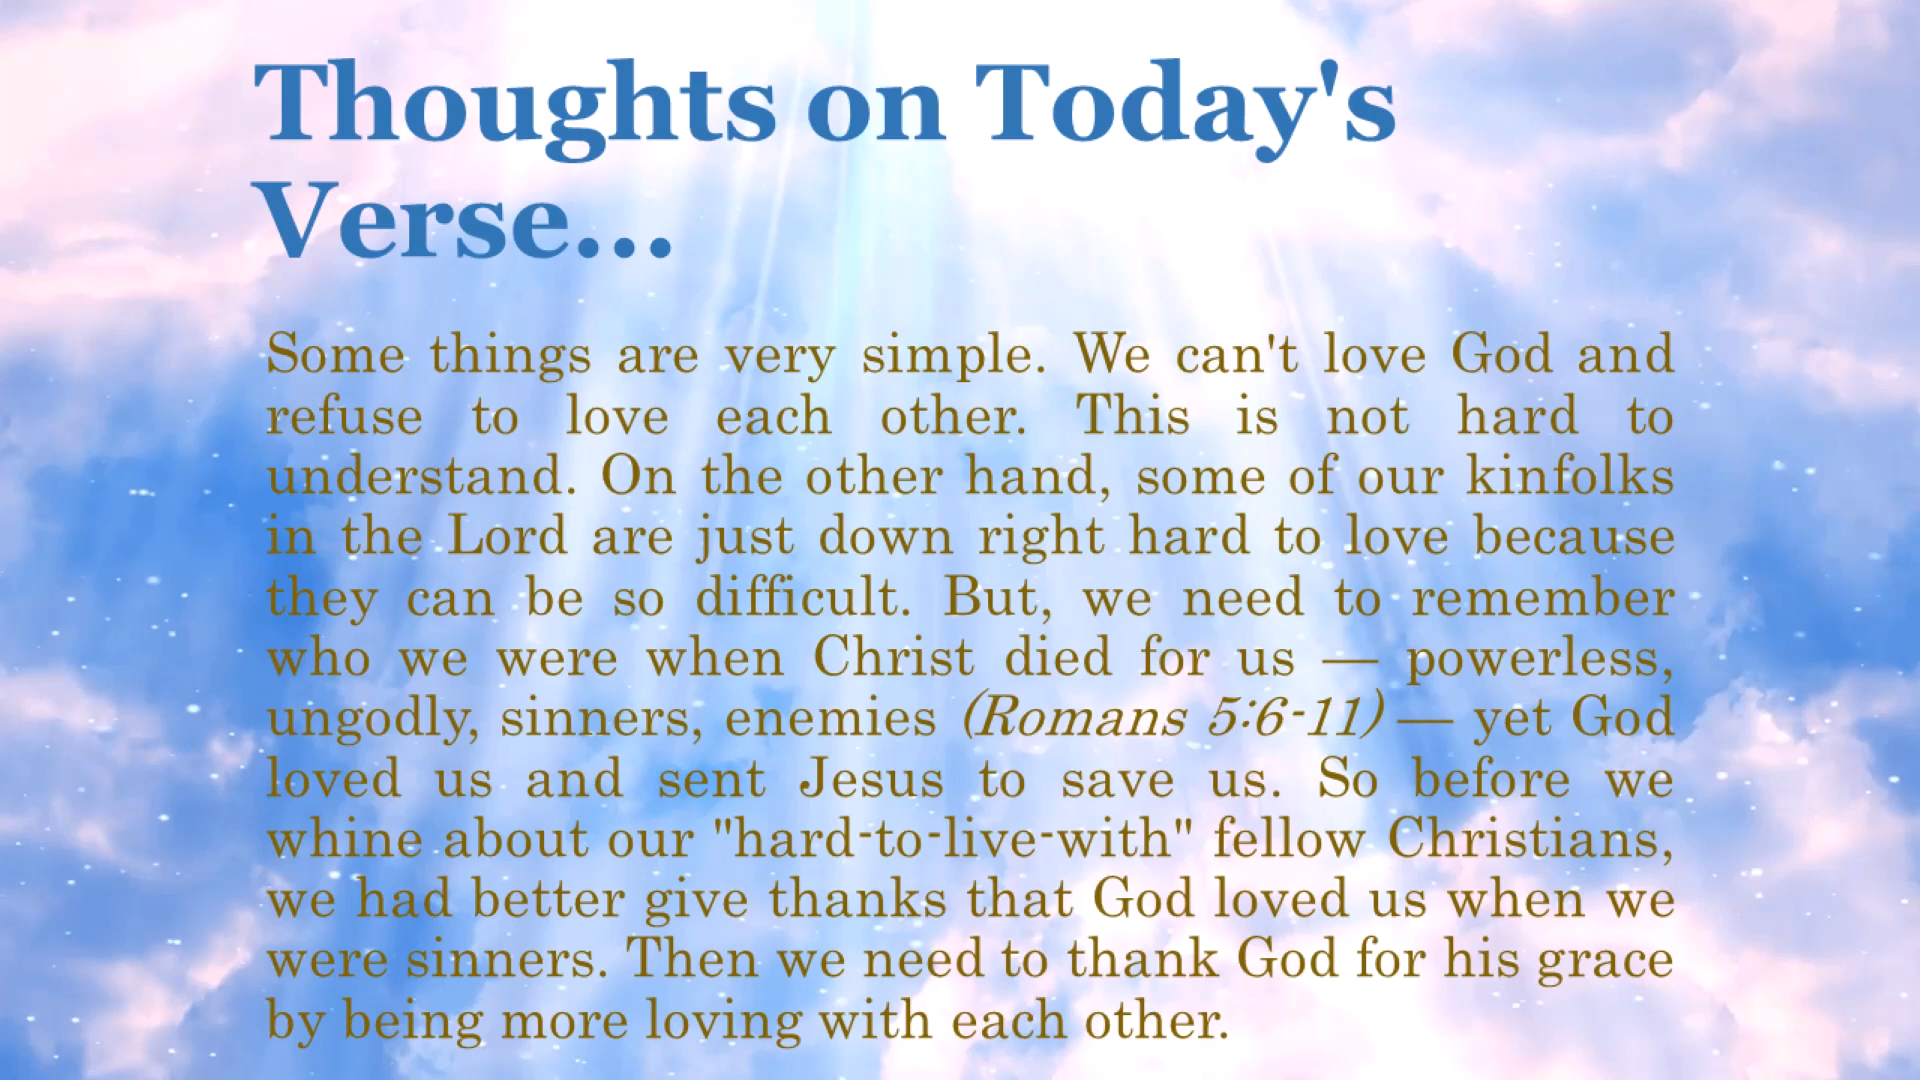 Thoughts on Today's
Verse...
Some things are very simple. We can't love God and
refuse to love each other. This is not hard to
understand. On the other hand, some of our kinfolks
in the Lord are just down right hard to love because
they can be so difficult. But, we need to remember
who we were when Christ died for us — powerless,
ungodly, sinners, enemies (Romans 5:6-11) — yet God
loved us and sent Jesus to save us. So before we
whine about our "hard-to-live-with" fellow Christians,
we had better give thanks that God loved us when we
were sinners. Then we need to thank God for his grace
by being more loving with each other.